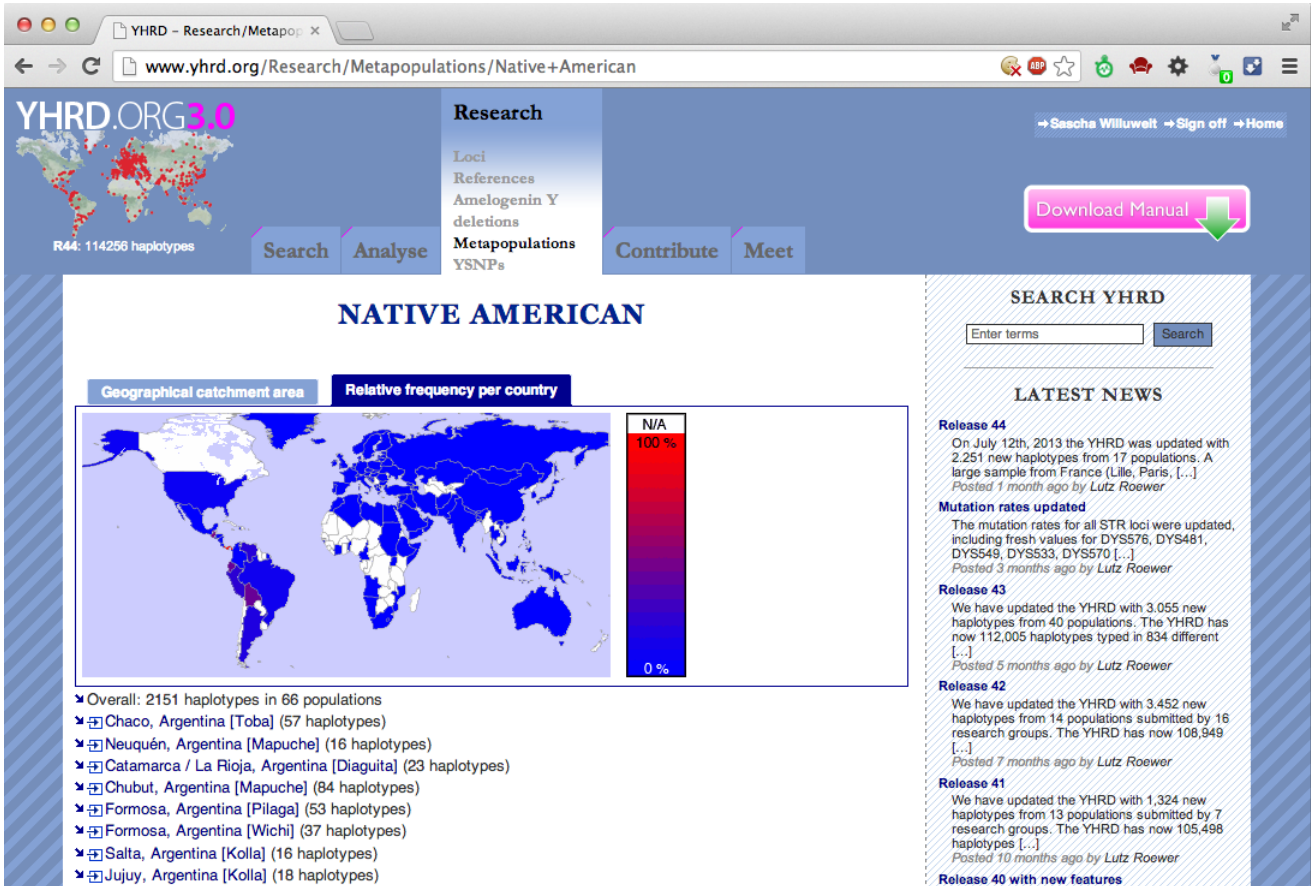 YHRD – Research/Metapop
www.yhrd.org/Research/Metapopulations/Native+American
ABP
0
YHRD.ORG3.0
R44: 114256 haplotypes
Search
Analyse
Research
Loci
References
Amelogenin Y
deletions
Metapopulations
YSNPs
Contribute
Meet
Sascha Willuweit
Sign off
Home
Download Manual
NATIVE AMERICAN
Geographical catchment area
Relative frequency per country
N/A
100 %
0 %
Overall: 2151 haplotypes in 66 populations
Chaco, Argentina [Toba] (57 haplotypes)
Neuquén, Argentina [Mapuche] (16 haplotypes)
Catamarca / La Rioja, Argentina [Diaguita] (23 haplotypes)
Chubut, Argentina [Mapuche] (84 haplotypes)
Formosa, Argentina [Pilaga] (53 haplotypes)
Formosa, Argentina [Wichi] (37 haplotypes)
Salta, Argentina [Kolla] (16 haplotypes)
Jujuy, Argentina [Kolla] (18 haplotypes)
SEARCH YHRD
Enter terms
Search
LATEST NEWS
Release 44
On July 12th, 2013 the YHRD was updated with
2.251 new haplotypes from 17 populations. A
large sample from France (Lille, Paris, [...]
Posted 1 month ago by Lutz Roewer
Mutation rates updated
The mutation rates for all STR loci were updated,
including fresh values for DYS576, DYS481,
DYS549, DYS533, DYS570 [...]
Posted 3 months ago by Lutz Roewer
Release 43
We have updated the YHRD with 3.055 new
haplotypes from 40 populations. The YHRD has
now 112,005 haplotypes typed in 834 different
[...]
Posted 5 months ago by Lutz Roewer
Release 42
We have updated the YHRD with 3.452 new
haplotypes from 14 populations submitted by 16
research groups. The YHRD has now 108,949
[...]
Posted 7 months ago by Lutz Roewer
Release 41
We have updated the YHRD with 1,324 new
haplotypes from 13 populations submitted by 7
research groups. The YHRD has now 105,498
haplotypes [...]
Posted 10 months ago by Lutz Roewer
Release 40 with new features